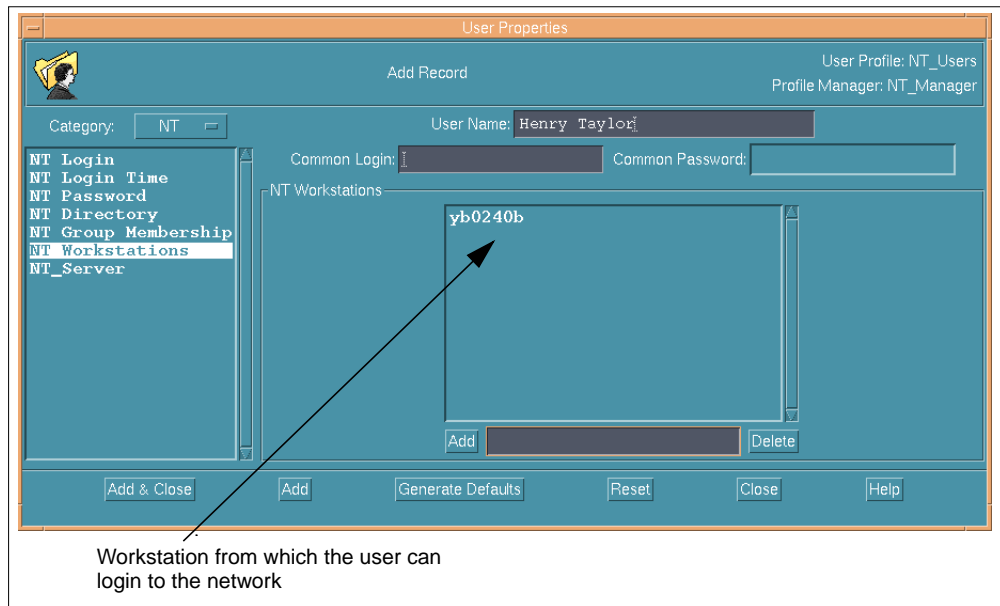 User Properties
Add Record
User Profile: NT_Users
Profile Manager: NT_Manager
Category: NT
User Name: Henry Taylor
Common Login:
Common Password:
NT Login
NT Login Time
NT Password
NT Directory
NT Group Membership
NT Workstations
NT_Server
NT Workstations
yb0240b
Add
Delete
Add & Close
Add
Generate Defaults
Reset
Close
Help
Workstation from which the user can
login to the network